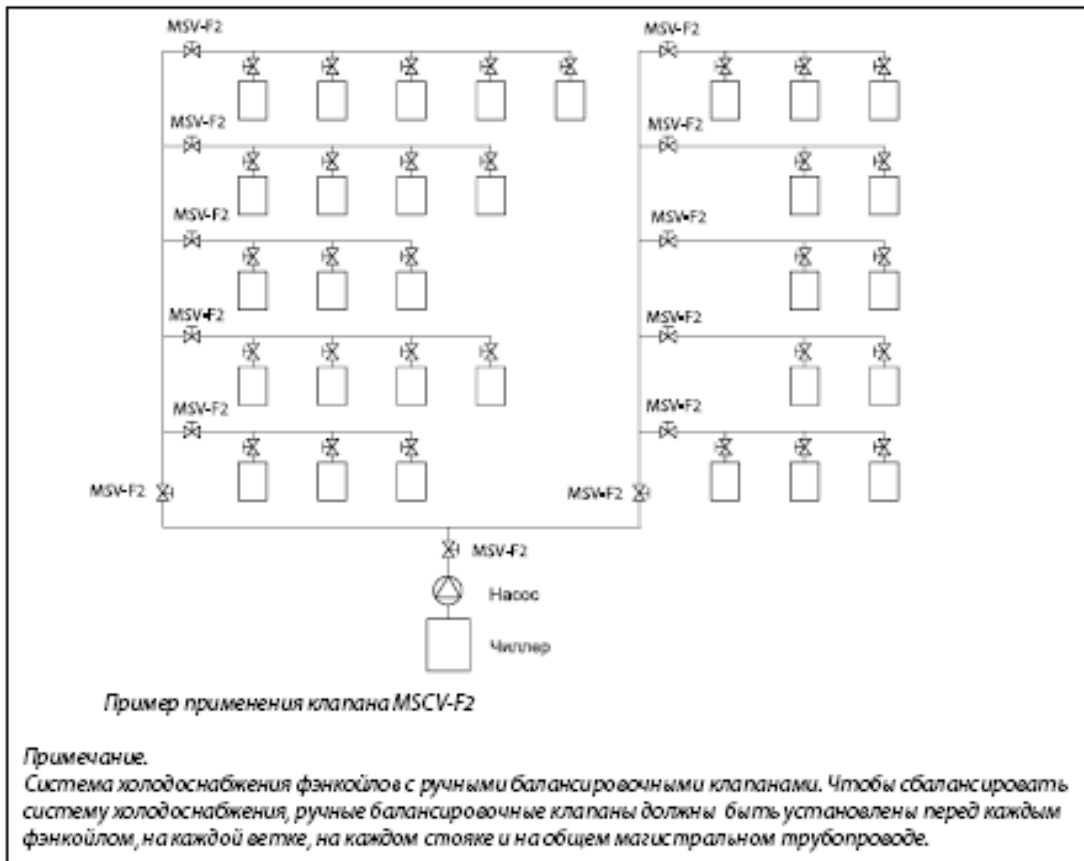 MSV-F2 MSV-F2
MSV-F2 MSV-F2
MSV-F2 MSV-F2
MSV-F2 MSV-F2
MSV-F2 MSV-F2
MSV-F2 MSV-F2
MSV-F2
Насос
Чиллер
Пример применения клапана MSCV-F2
Примечание.
Система холодоснабжения фэнкойлов с ручными балансировочными клапанами. Чтобы сбалансировать
систему холодоснабжения, ручные балансировочные клапаны должны быть установлены перед каждым
фэнкойлом, на каждой ветке, на каждом стояке и на общем магистральном трубопроводе.